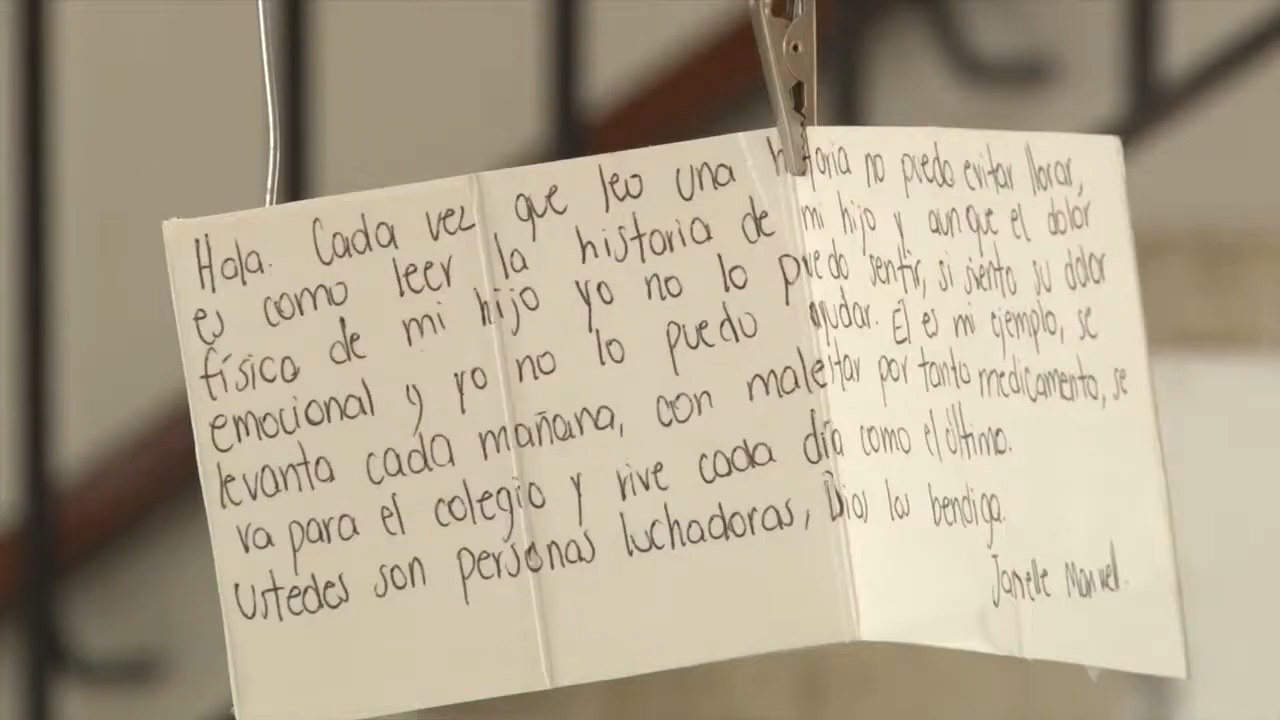 Hola. Cada vez que leo una historia no puedo evitar llorar,
es como leer la historia de mi hijo y aunque el dolor
físico de mi hijo yo no lo puedo sentir, si siento su dolor
emocional y yo no lo puedo ayudar. Él es mi ejemplo, se
levanta cada mañana, con malestar por tanto medicamento, se
va para el colegio y vive cada día como el último.
Ustedes son personas luchadoras, Dios los bendiga.
Janelle Manuel.